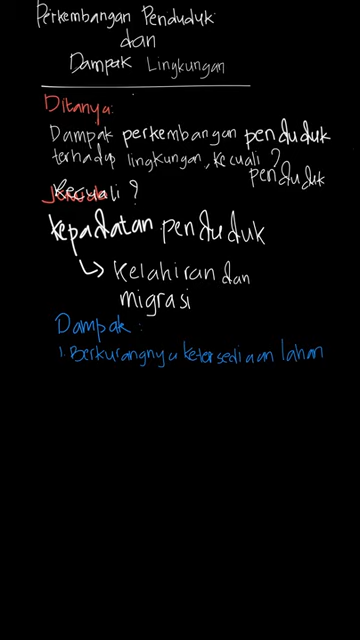 Perkembangan Penduduk
dan
Dampak Lingkungan
Ditanya:
Dampak perkembangan penduduk
terhadap lingkungan, kecuali?
penduduk
Kecuali?
kepadatan penduduk
↳ Kelahiran dan
migrasi
Dampak:
1. Berkurangnya ketersediaan lahan